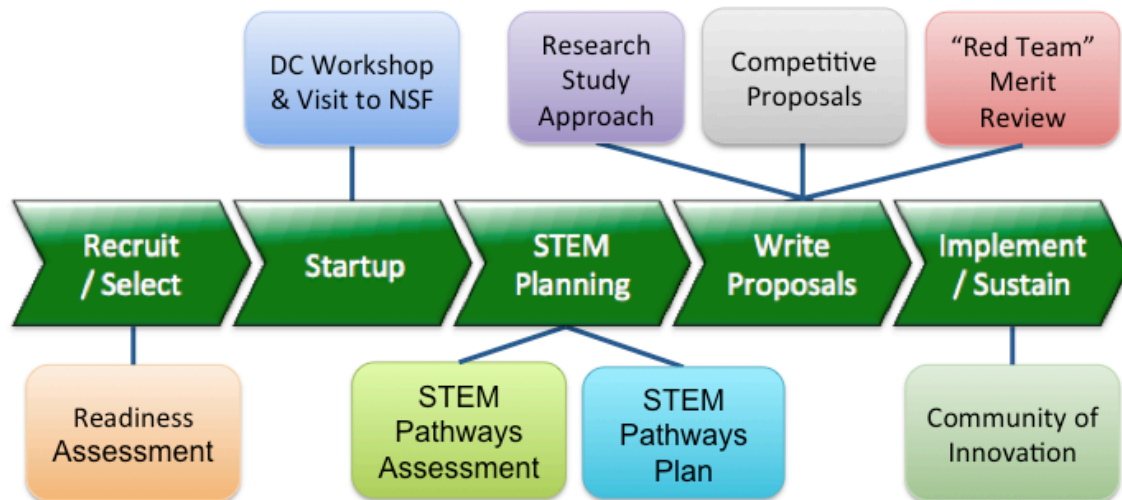 DC Workshop
& Visit to NSF
Research
Study
Approach
Competitive
Proposals
“Red Team”
Merit
Review
Recruit
/ Select
Startup
STEM
Planning
Write
Proposals
Implement
/ Sustain
Readiness
Assessment
STEM
Pathways
Assessment
STEM
Pathways
Plan
Community of
Innovation